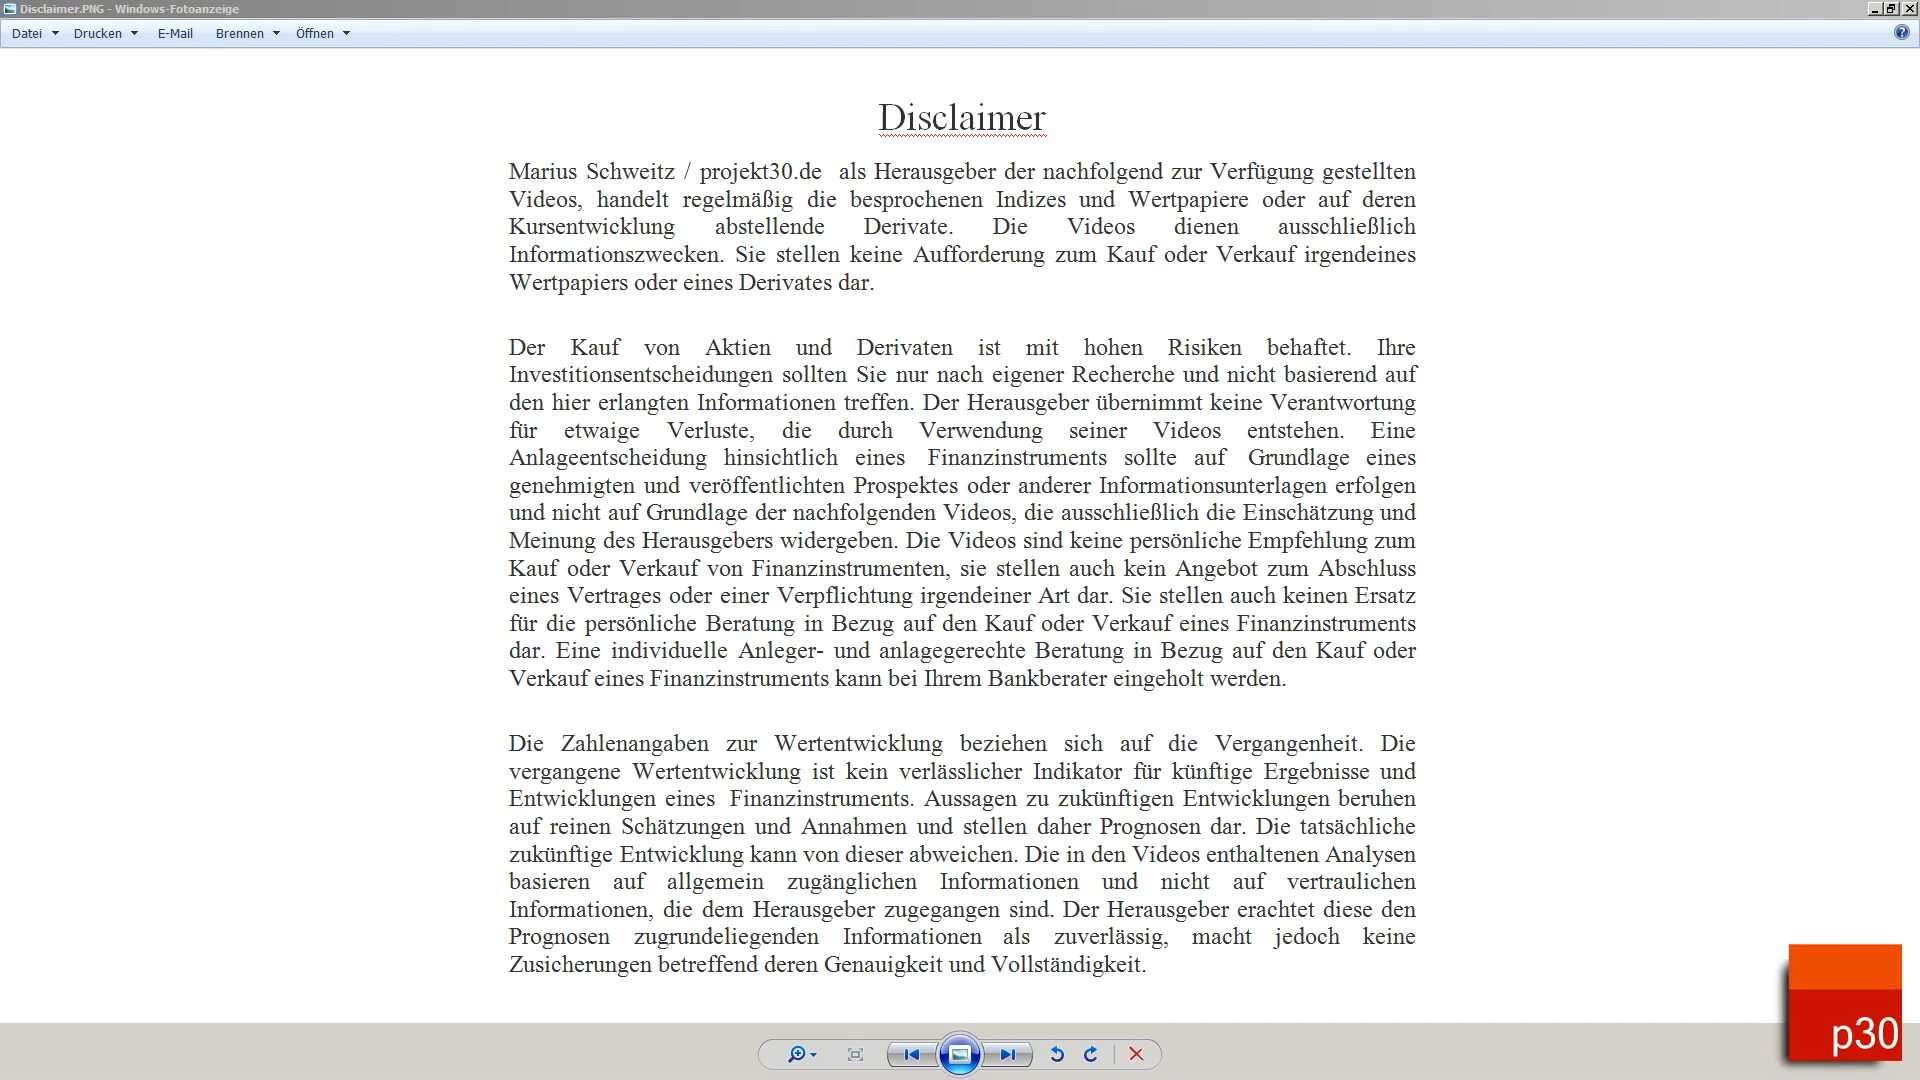 Disclaimer.PNG - Windows-Fotoanzeige
Datei Drucken E-Mail Brennen Öffnen
Disclaimer
Marius Schweitz / projekt30.de als Herausgeber der nachfolgend zur Verfügung gestellten
Videos, handelt regelmäßig die besprochenen Indizes und Wertpapiere oder auf deren
Kursentwicklung abstellende Derivate. Die Videos dienen ausschließlich
Informationszwecken. Sie stellen keine Aufforderung zum Kauf oder Verkauf irgendeines
Wertpapiers oder eines Derivates dar.
Der Kauf von Aktien und Derivaten ist mit hohen Risiken behaftet. Ihre
Investitionsentscheidungen sollten Sie nur nach eigener Recherche und nicht basierend auf
den hier erlangten Informationen treffen. Der Herausgeber übernimmt keine Verantwortung
für etwaige Verluste, die durch Verwendung seiner Videos entstehen. Eine
Anlageentscheidung hinsichtlich eines Finanzinstruments sollte auf Grundlage eines
genehmigten und veröffentlichten Prospektes oder anderer Informationsunterlagen erfolgen
und nicht auf Grundlage der nachfolgenden Videos, die ausschließlich die Einschätzung und
Meinung des Herausgebers widergeben. Die Videos sind keine persönliche Empfehlung zum
Kauf oder Verkauf von Finanzinstrumenten, sie stellen auch kein Angebot zum Abschluss
eines Vertrages oder einer Verpflichtung irgendeiner Art dar. Sie stellen auch keinen Ersatz
für die persönliche Beratung in Bezug auf den Kauf oder Verkauf eines Finanzinstruments
dar. Eine individuelle Anleger- und anlagegerechte Beratung in Bezug auf den Kauf oder
Verkauf eines Finanzinstruments kann bei Ihrem Bankberater eingeholt werden.
Die Zahlenangaben zur Wertentwicklung beziehen sich auf die Vergangenheit. Die
vergangene Wertentwicklung ist kein verlässlicher Indikator für künftige Ergebnisse und
Entwicklungen eines Finanzinstruments. Aussagen zu zukünftigen Entwicklungen beruhen
auf reinen Schätzungen und Annahmen und stellen daher Prognosen dar. Die tatsächliche
zukünftige Entwicklung kann von dieser abweichen. Die in den Videos enthaltenen Analysen
basieren auf allgemein zugänglichen Informationen und nicht auf vertraulichen
Informationen, die dem Herausgeber zugegangen sind. Der Herausgeber erachtet diese den
Prognosen zugrundeliegenden Informationen als zuverlässig, macht jedoch keine
Zusicherungen betreffend deren Genauigkeit und Vollständigkeit.
p30